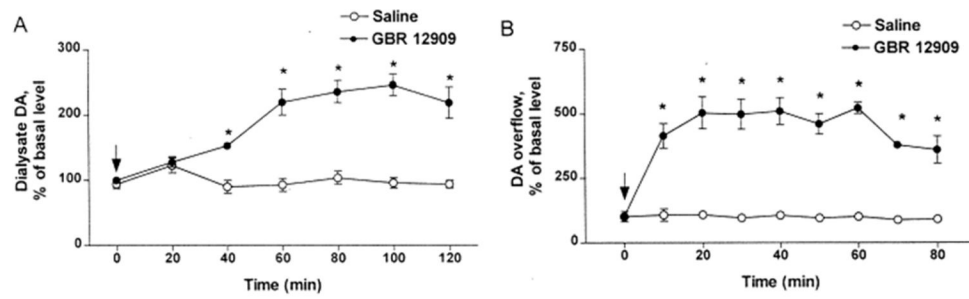 A
Saline
GBR 12909
300
200
100
0
Dialysate DA,
% of basal level
*
*
*
*
*
0
20
40
60
80
100
120
Time (min)
B
Saline
GBR 12909
750
500
250
0
DA overflow,
% of basal level
*
*
*
*
*
*
*
*
0
20
40
60
80
Time (min)